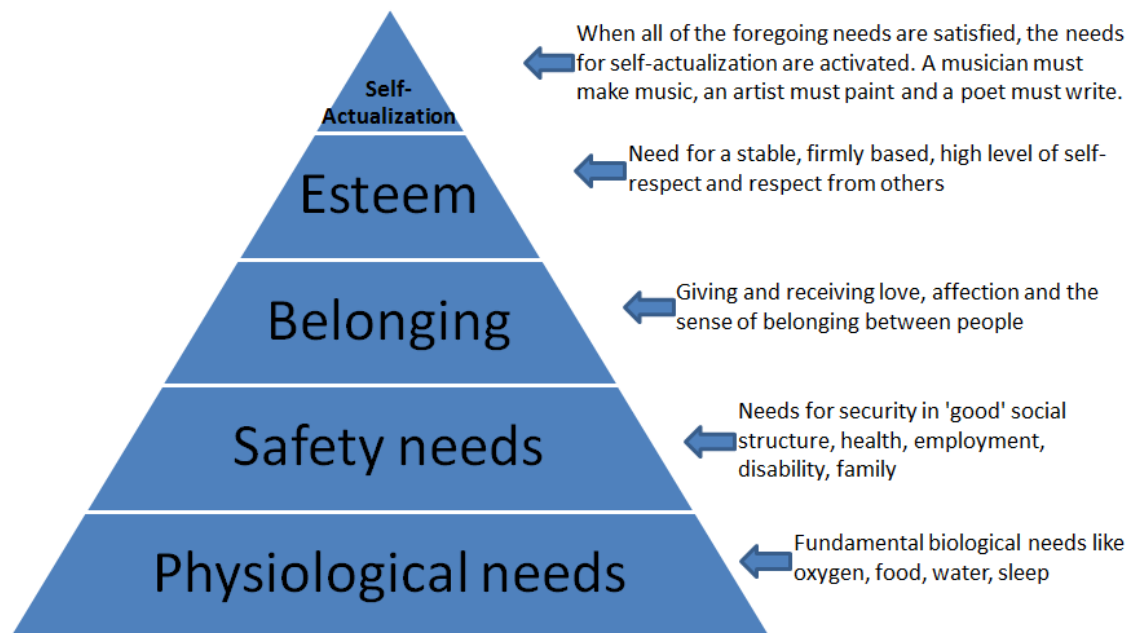 When all of the foregoing needs are satisfied, the needs
for self-actualization are activated. A musician must
make music, an artist must paint and a poet must write.
Self-
Actualization
Need for a stable, firmly based, high level of self-
respect and respect from others
Esteem
Giving and receiving love, affection and the
sense of belonging between people
Belonging
Needs for security in 'good' social
structure, health, employment,
disability, family
Safety needs
Fundamental biological needs like
oxygen, food, water, sleep
Physiological needs